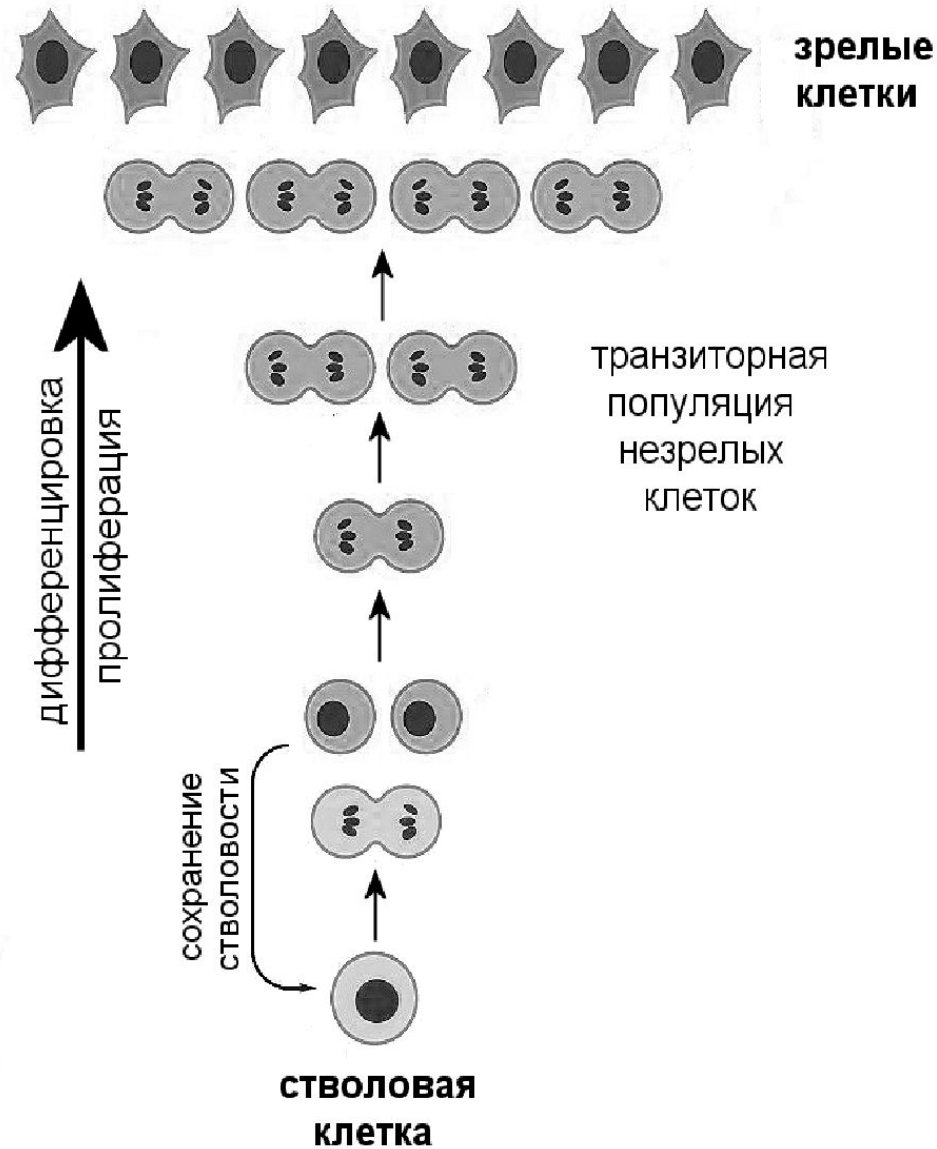 зрелые
клетки
транзиторная
популяция
незрелых
клеток
дифференцировка
пролиферация
сохранение
стволовости
стволовая
клетка